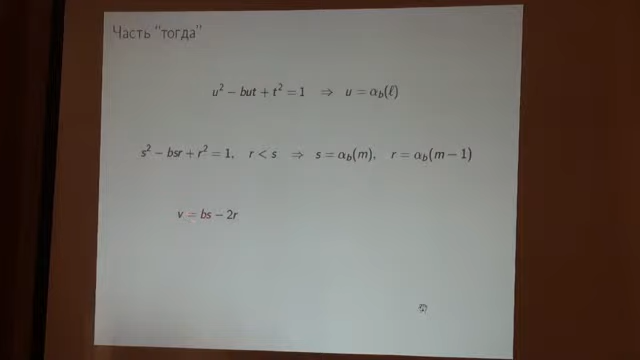 Часть "тогда"
u² − but + t² = 1 ⇒ u = α_b(ℓ)
s² − bsr + r² = 1, r < s ⇒ s = α_b(m), r = α_b(m − 1)
v = bs − 2r